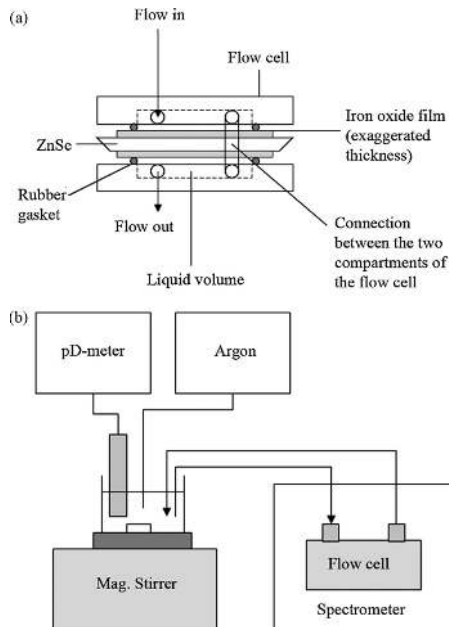 (a)
Flow in
Flow cell
ZnSe
Iron oxide film
(exaggerated
thickness)
Rubber
gasket
Flow out
Connection
between the two
compartments of
the flow cell
Liquid volume
(b)
pD-meter
Argon
Mag. Stirrer
Flow cell
Spectrometer